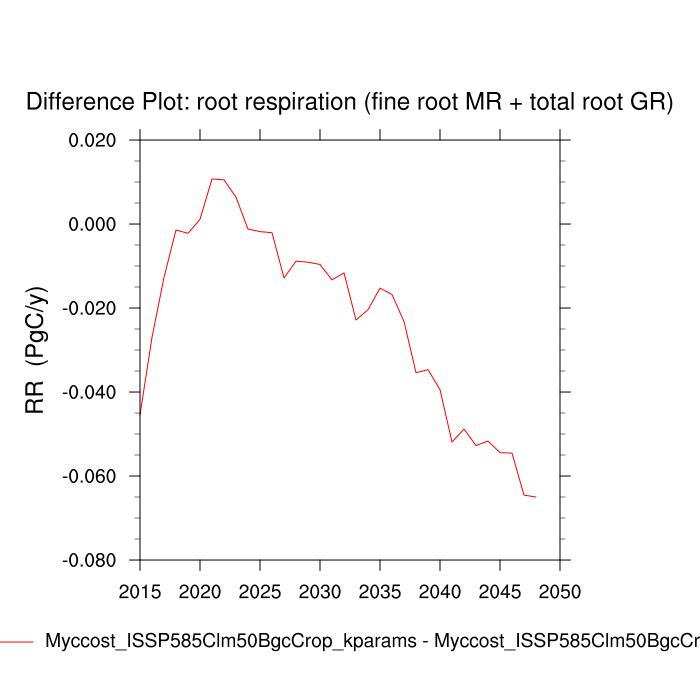 Difference Plot: root respiration (fine root MR + total root GR)
0.020
0.000
-0.020
-0.040
-0.060
-0.080
RR (PgC/y)
2015 2020 2025 2030 2035 2040 2045 2050
Myccost_ISSP585Clm50BgcCrop_kparams - Myccost_ISSP585Clm50BgcCr